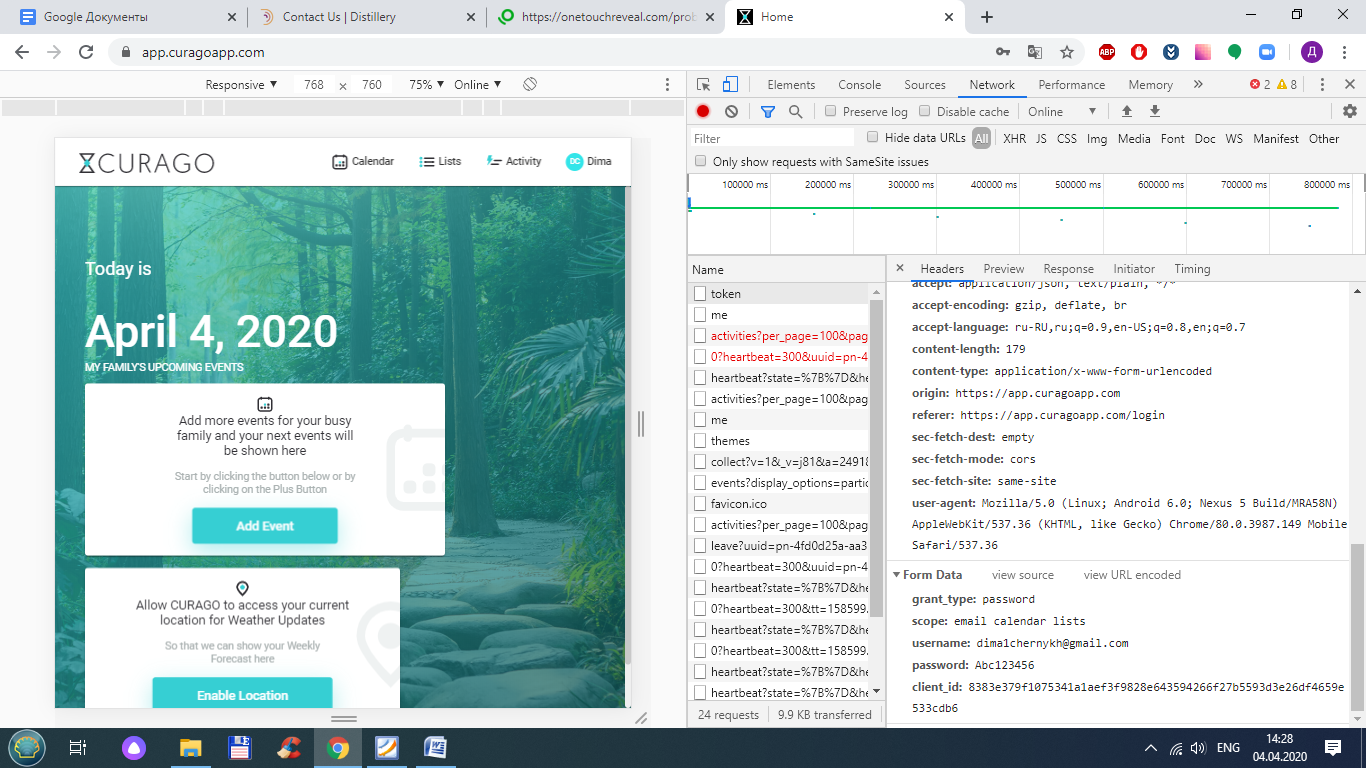 Google Документы
Contact Us | Distillery
https://onetouchreveal.com/prob
Home
app.curagoapp.com
ABP
Д
Responsive 768 x 760 75% Online
Elements Console Sources Network Performance Memory 2 8
Preserve log Disable cache Online
Filter Hide data URLs All XHR JS CSS Img Media Font Doc WS Manifest Other
Only show requests with SameSite issues
100000 ms 200000 ms 300000 ms 400000 ms 500000 ms 600000 ms 700000 ms 800000 ms
CURAGO
Calendar Lists Activity DC Dima
Today is
April 4, 2020
MY FAMILY'S UPCOMING EVENTS
Add more events for your busy
family and your next events will
be shown here
Start by clicking the button below or by
clicking on the Plus Button
Add Event
Allow CURAGO to access your current
location for Weather Updates
So that we can show your Weekly
Forecast here
Enable Location
Name
token
me
activities?per_page=100&pag
0?heartbeat=300&uuid=pn-4
heartbeat?state=%7B%7D&he
activities?per_page=100&pag
me
themes
collect?v=1&_v=j81&a=24918
events?display_options=partic
favicon.ico
activities?per_page=100&pag
leave?uuid=pn-4fd0d25a-aa3
0?heartbeat=300&uuid=pn-4
heartbeat?state=%7B%7D&he
0?heartbeat=300&tt=158599
heartbeat?state=%7B%7D&he
0?heartbeat=300&tt=158599
heartbeat?state=%7B%7D&he
heartbeat?state=%7B%7D&he
24 requests 9.9 KB transferred
Headers Preview Response Initiator Timing
accept: application/json, text/plain, */*
accept-encoding: gzip, deflate, br
accept-language: ru-RU,ru;q=0.9,en-US;q=0.8,en;q=0.7
content-length: 179
content-type: application/x-www-form-urlencoded
origin: https://app.curagoapp.com
referer: https://app.curagoapp.com/login
sec-fetch-dest: empty
sec-fetch-mode: cors
sec-fetch-site: same-site
user-agent: Mozilla/5.0 (Linux; Android 6.0; Nexus 5 Build/MRA58N)
AppleWebKit/537.36 (KHTML, like Gecko) Chrome/80.0.3987.149 Mobile
Safari/537.36
Form Data view source view URL encoded
grant_type: password
scope: email calendar lists
username: dima1chernykh@gmail.com
password: Abc123456
client_id: 8383e379f1075341a1aef3f9828e643594266f27b5593d3e26df4659e
533cdb6
ENG
14:28
04.04.2020